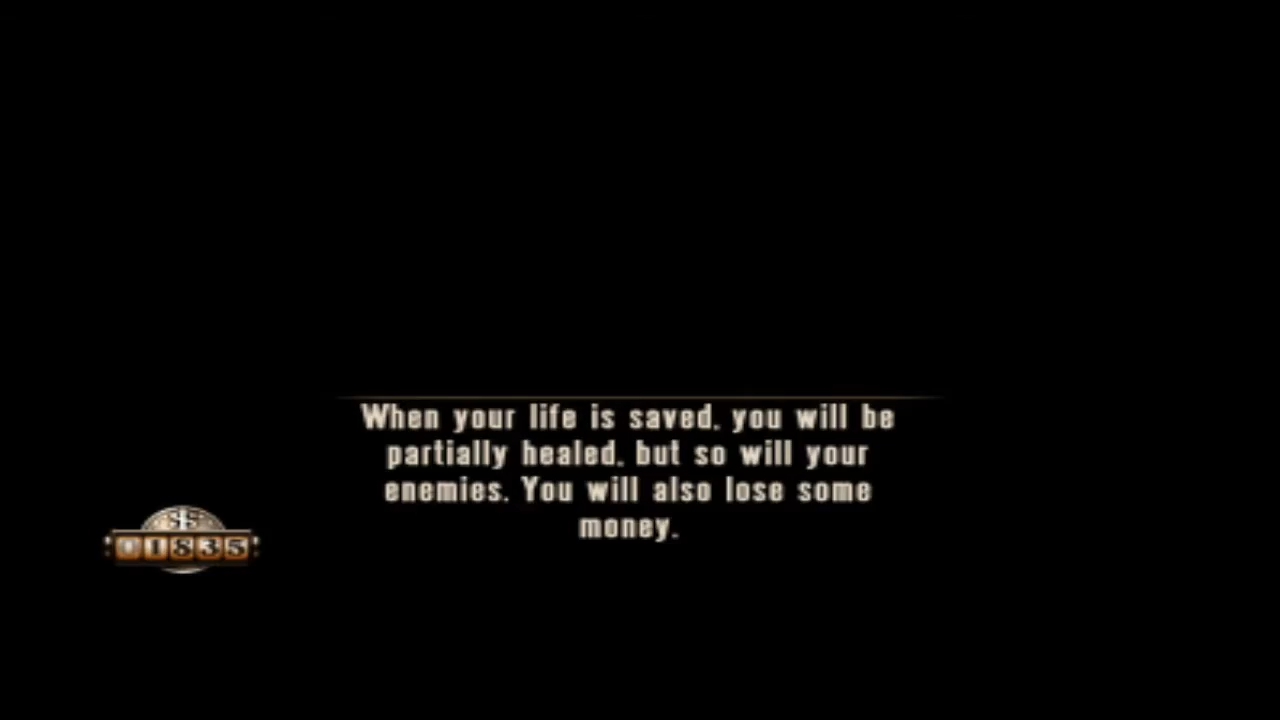 When your life is saved, you will be
partially healed, but so will your
enemies. You will also lose some
money.
$
01835